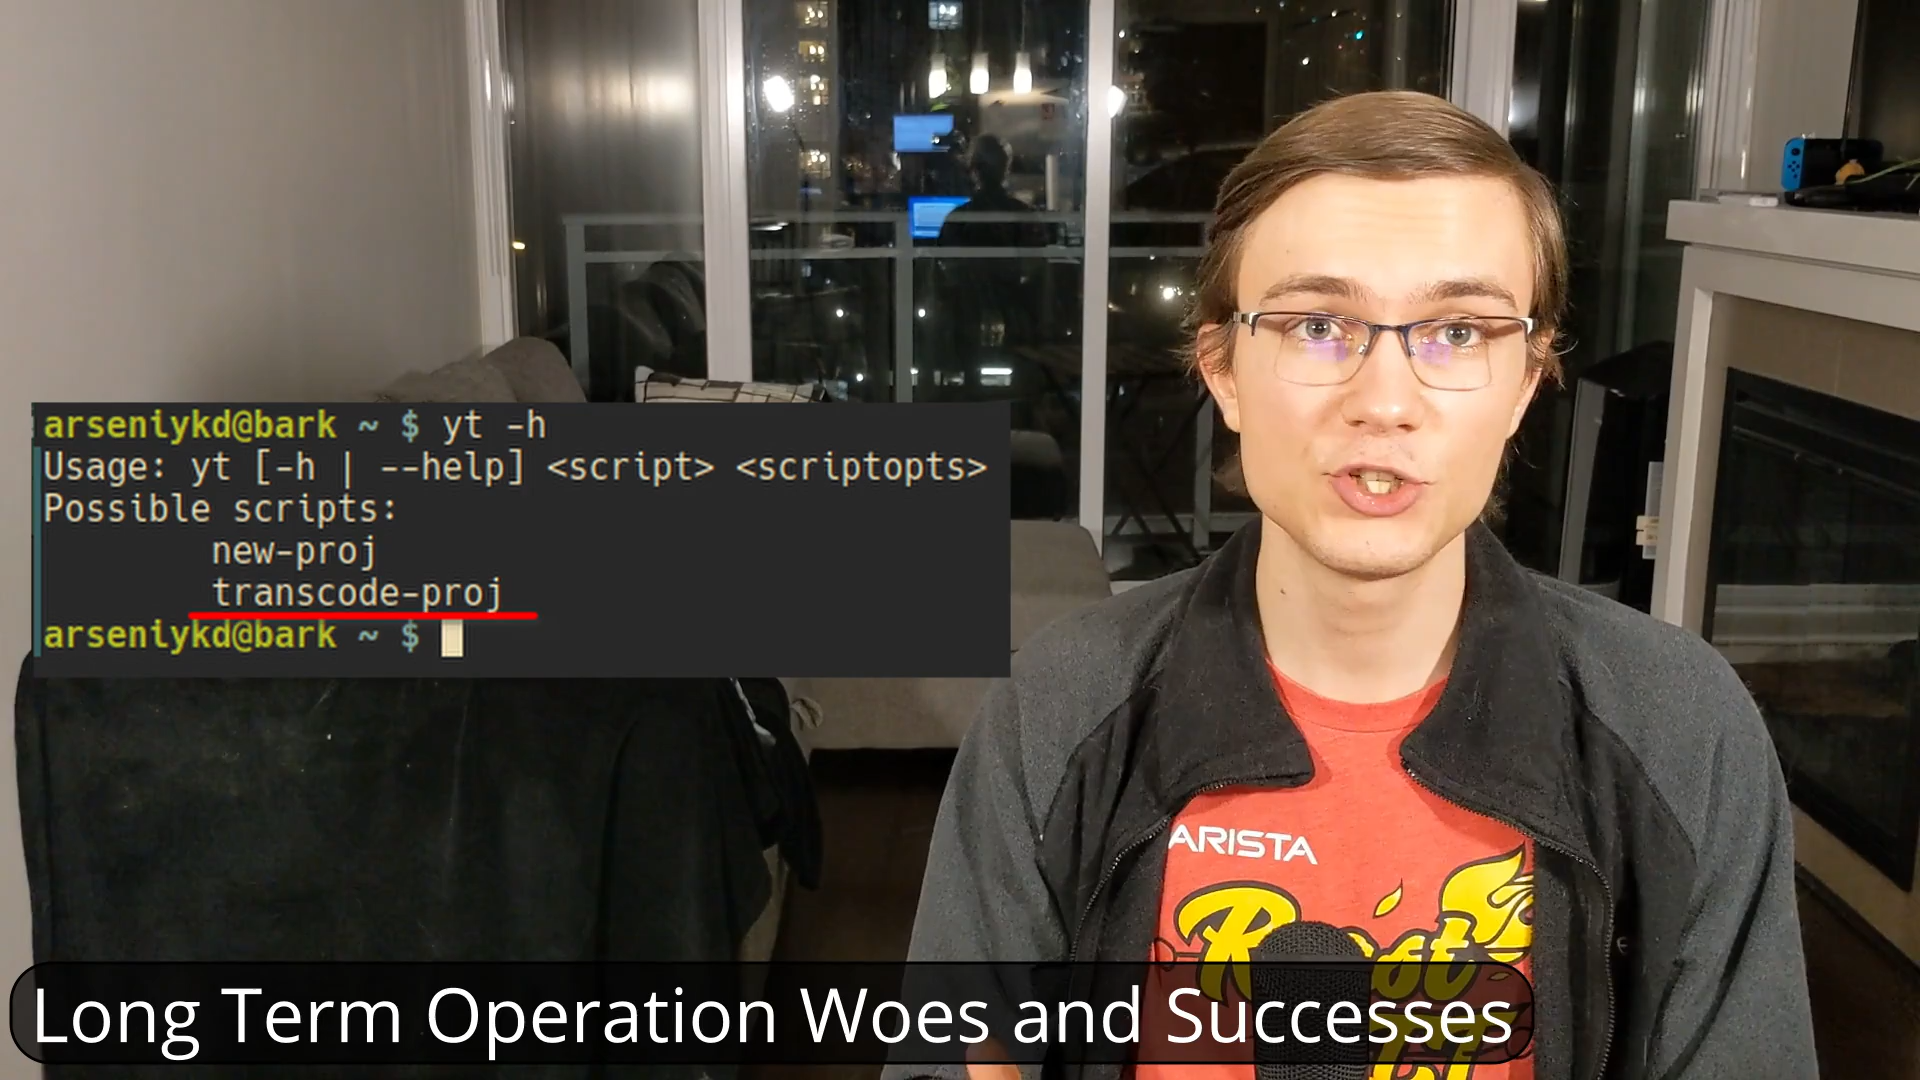 arseniykd@bark ~ $ yt -h
Usage: yt [-h | --help] <script> <scriptopts>
Possible scripts:
new-proj
transcode-proj
arseniykd@bark ~ $
ARISTA
Long Term Operation Woes and Successes